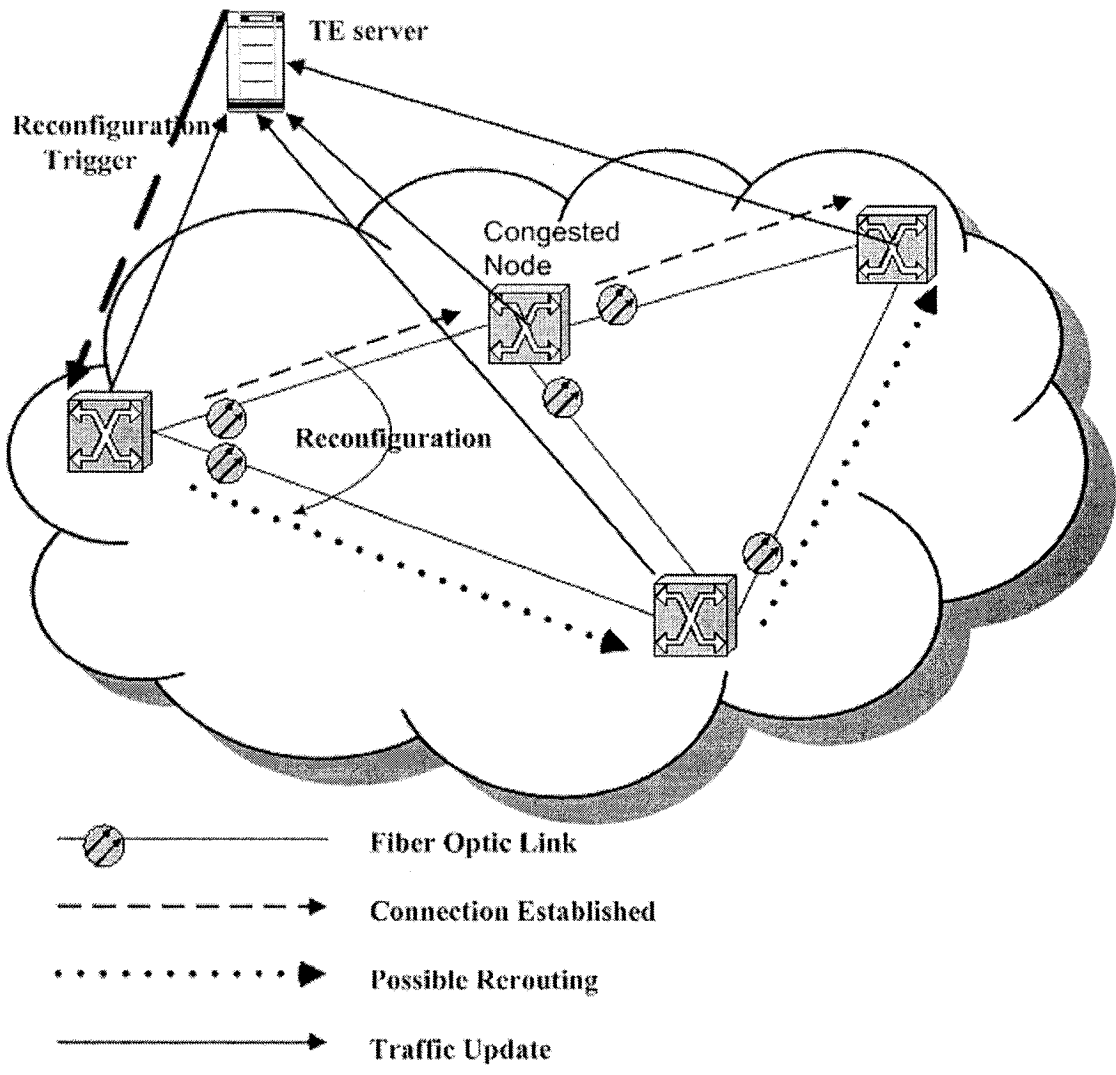 TE server
Reconfiguration
Trigger
Congested
Node
Reconfiguration
Fiber Optic Link
Connection Established
Possible Rerouting
Traffic Update